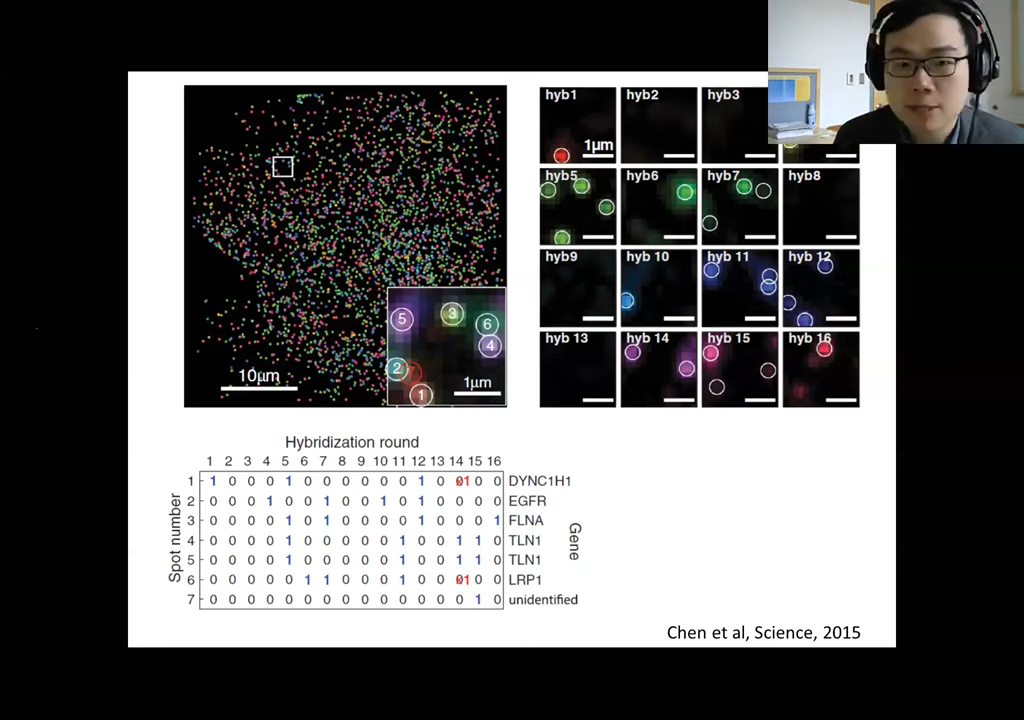 hyb1 hyb2 hyb3
1µm
hyb5 hyb6 hyb7 hyb8
hyb9 hyb 10 hyb 11 hyb 12
hyb 13 hyb 14 hyb 15 hyb 16
5 3 6
4
2 7
1
10µm 1µm
Hybridization round
1 2 3 4 5 6 7 8 9 10 11 12 13 14 15 16
1 1 0 0 0 1 0 0 0 0 0 0 1 0 01 0 0 DYNC1H1
2 0 0 0 1 0 0 1 0 0 1 0 1 0 0 0 0 EGFR
3 0 0 0 0 1 0 1 0 0 0 0 1 0 0 0 1 FLNA
4 0 0 0 0 1 0 0 0 0 0 1 0 0 1 1 0 TLN1
5 0 0 0 0 1 0 0 0 0 0 1 0 0 1 1 0 TLN1
6 0 0 0 0 0 1 1 0 0 0 1 0 0 01 0 0 LRP1
7 0 0 0 0 0 0 0 0 0 0 0 0 0 0 1 0 unidentified
Spot number
Gene
Chen et al, Science, 2015